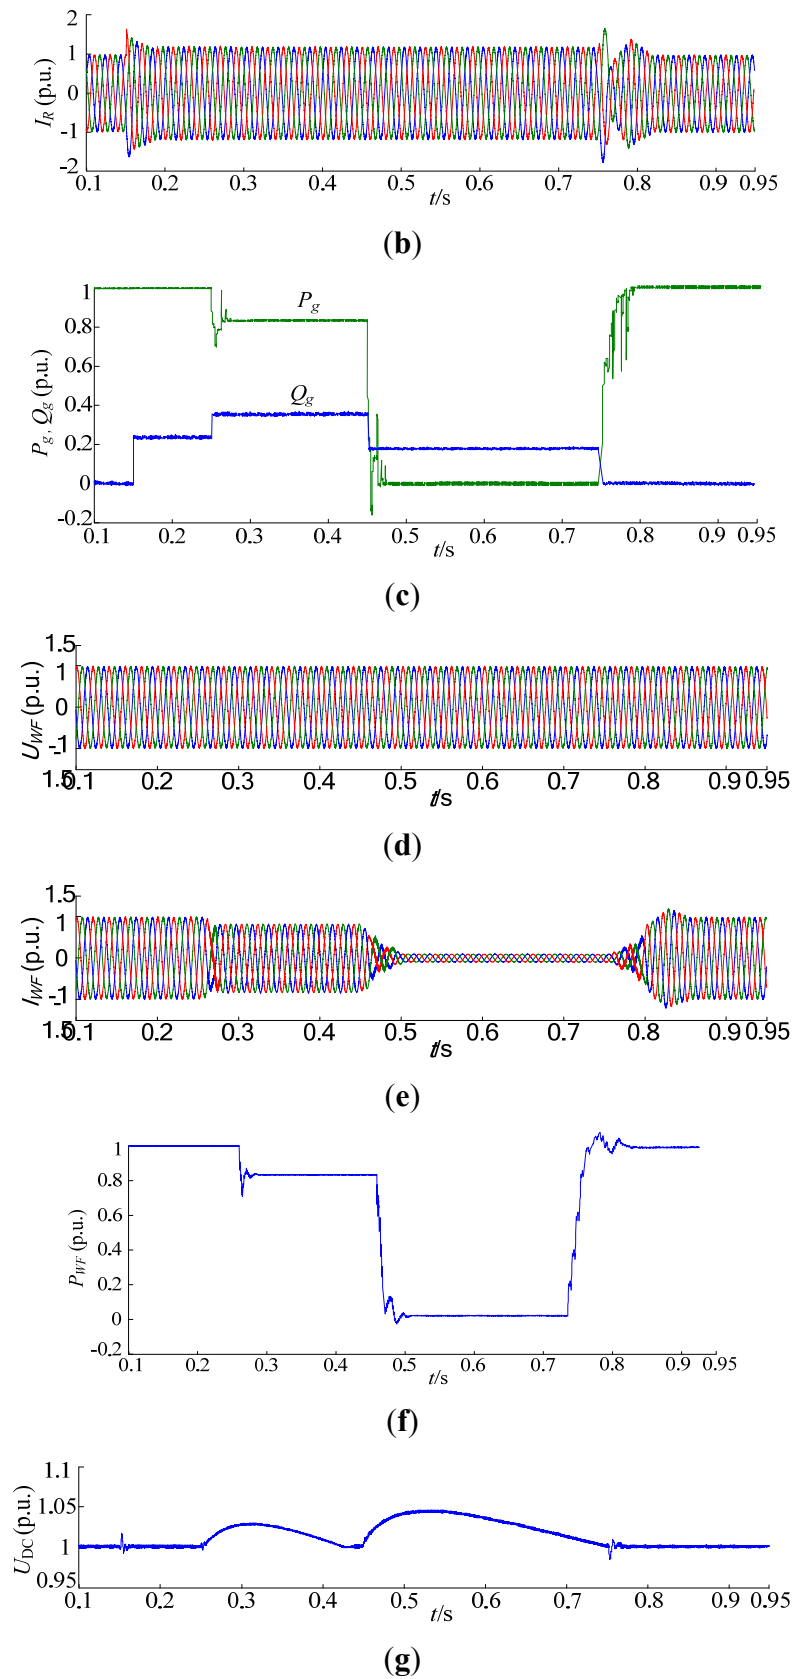 2
1
0
-1
-2
I_R (p.u.)
0.1 0.2 0.3 0.4 0.5 0.6 0.7 0.8 0.9 0.95
t/s
(b)
1
0.8
0.6
0.4
0.2
0
-0.2
P_g, Q_g (p.u.)
P_g
Q_g
0.1 0.2 0.3 0.4 0.5 0.6 0.7 0.8 0.95
t/s
(c)
1.5
1
0
-1
1.5
U_WF (p.u.)
0.1 0.2 0.3 0.4 0.5 0.6 0.7 0.8 0.9 0.95
t/s
(d)
1.5
1
0
-1
1.5
I_WF (p.u.)
0.1 0.2 0.3 0.4 0.5 0.6 0.7 0.8 0.9 0.95
t/s
(e)
1
0.8
0.6
0.4
0.2
0
-0.2
P_WF (p.u.)
0.1 0.2 0.3 0.4 0.5 0.6 0.7 0.8 0.9 0.95
t/s
(f)
1.1
1.05
1
0.95
U_DC (p.u.)
0.1 0.2 0.3 0.4 0.5 0.6 0.7 0.8 0.9 0.95
t/s
(g)